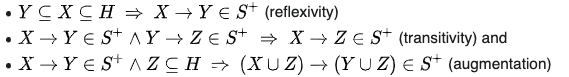 • Y ⊆ X ⊆ H ⇒ X → Y ∈ S⁺ (reflexivity)
• X → Y ∈ S⁺ ∧ Y → Z ∈ S⁺ ⇒ X → Z ∈ S⁺ (transitivity) and
• X → Y ∈ S⁺ ∧ Z ⊆ H ⇒ (X ∪ Z) → (Y ∪ Z) ∈ S⁺ (augmentation)